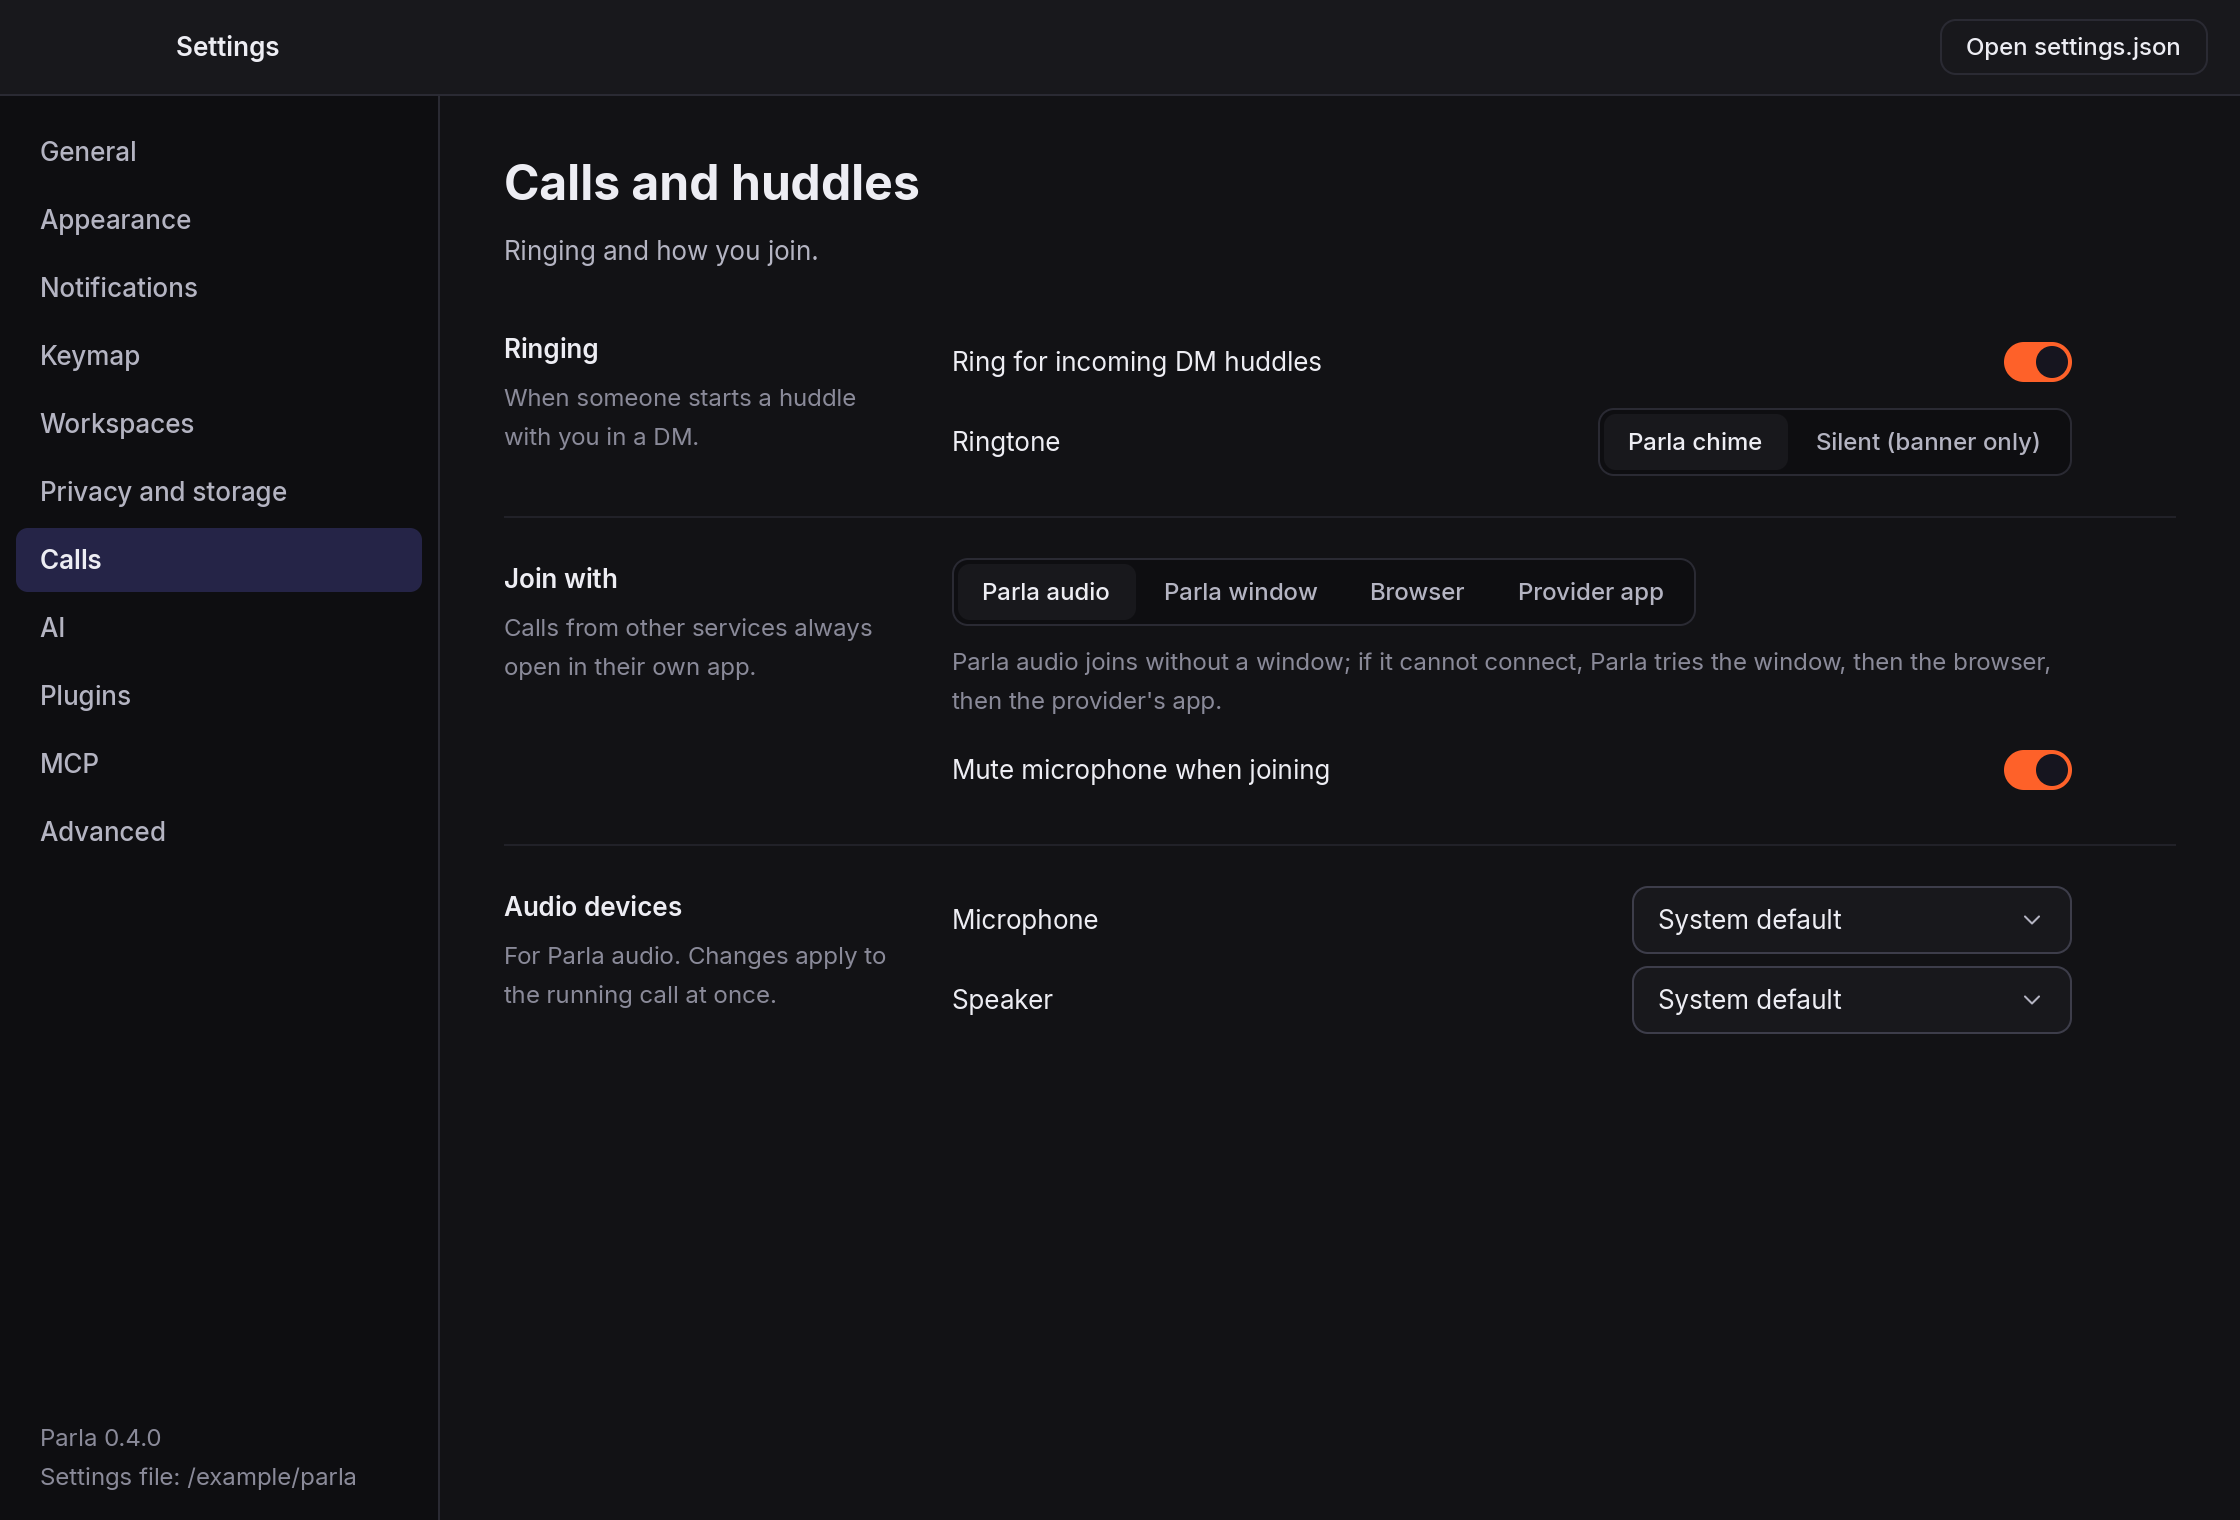 Settings
Open settings.json
General
Appearance
Notifications
Keymap
Workspaces
Privacy and storage
Calls
AI
Plugins
MCP
Advanced
Parla 0.4.0
Settings file: /example/parla
Calls and huddles
Ringing and how you join.
Ringing
When someone starts a huddle
with you in a DM.
Ring for incoming DM huddles
Ringtone
Parla chime
Silent (banner only)
Join with
Calls from other services always
open in their own app.
Parla audio
Parla window
Browser
Provider app
Parla audio joins without a window; if it cannot connect, Parla tries the window, then the browser,
then the provider's app.
Mute microphone when joining
Audio devices
For Parla audio. Changes apply to
the running call at once.
Microphone
System default
Speaker
System default